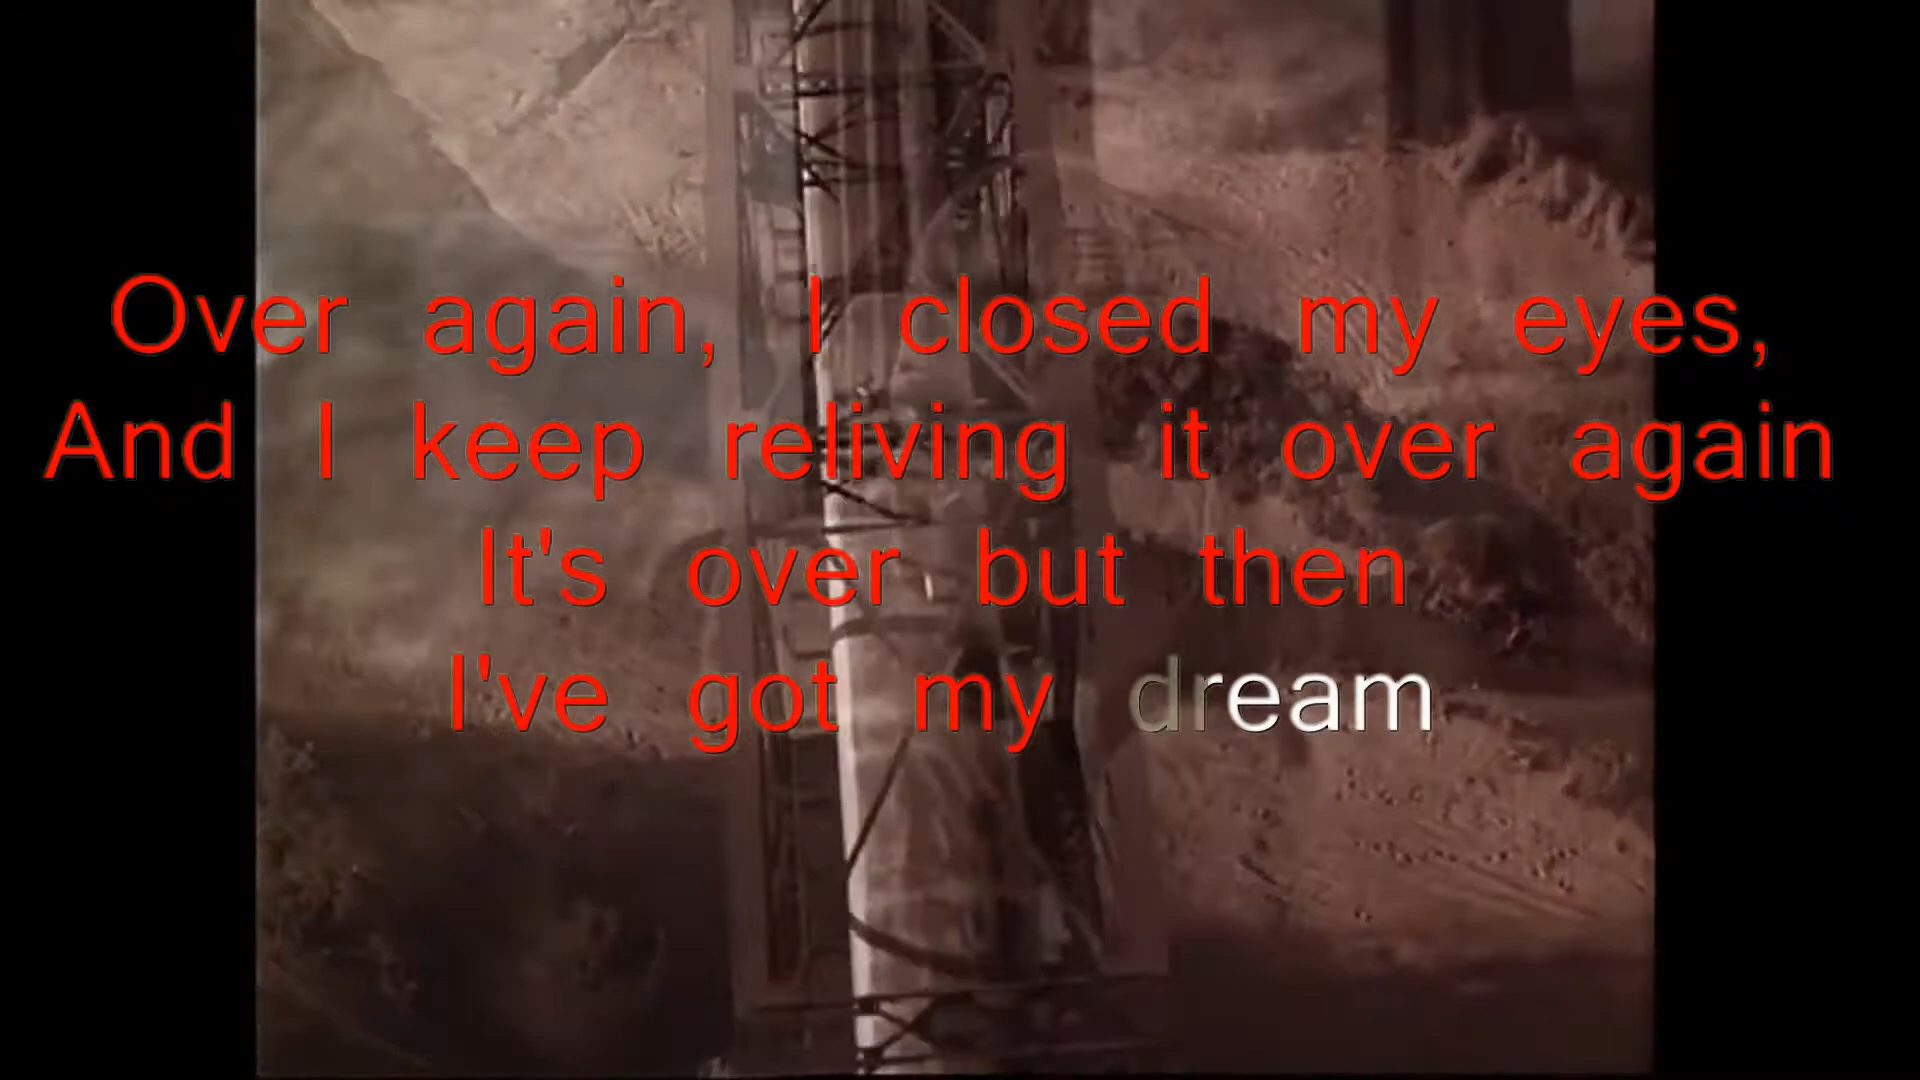 Over again, I closed my eyes,
And I keep reliving it over again
It's over but then
I've got my dream